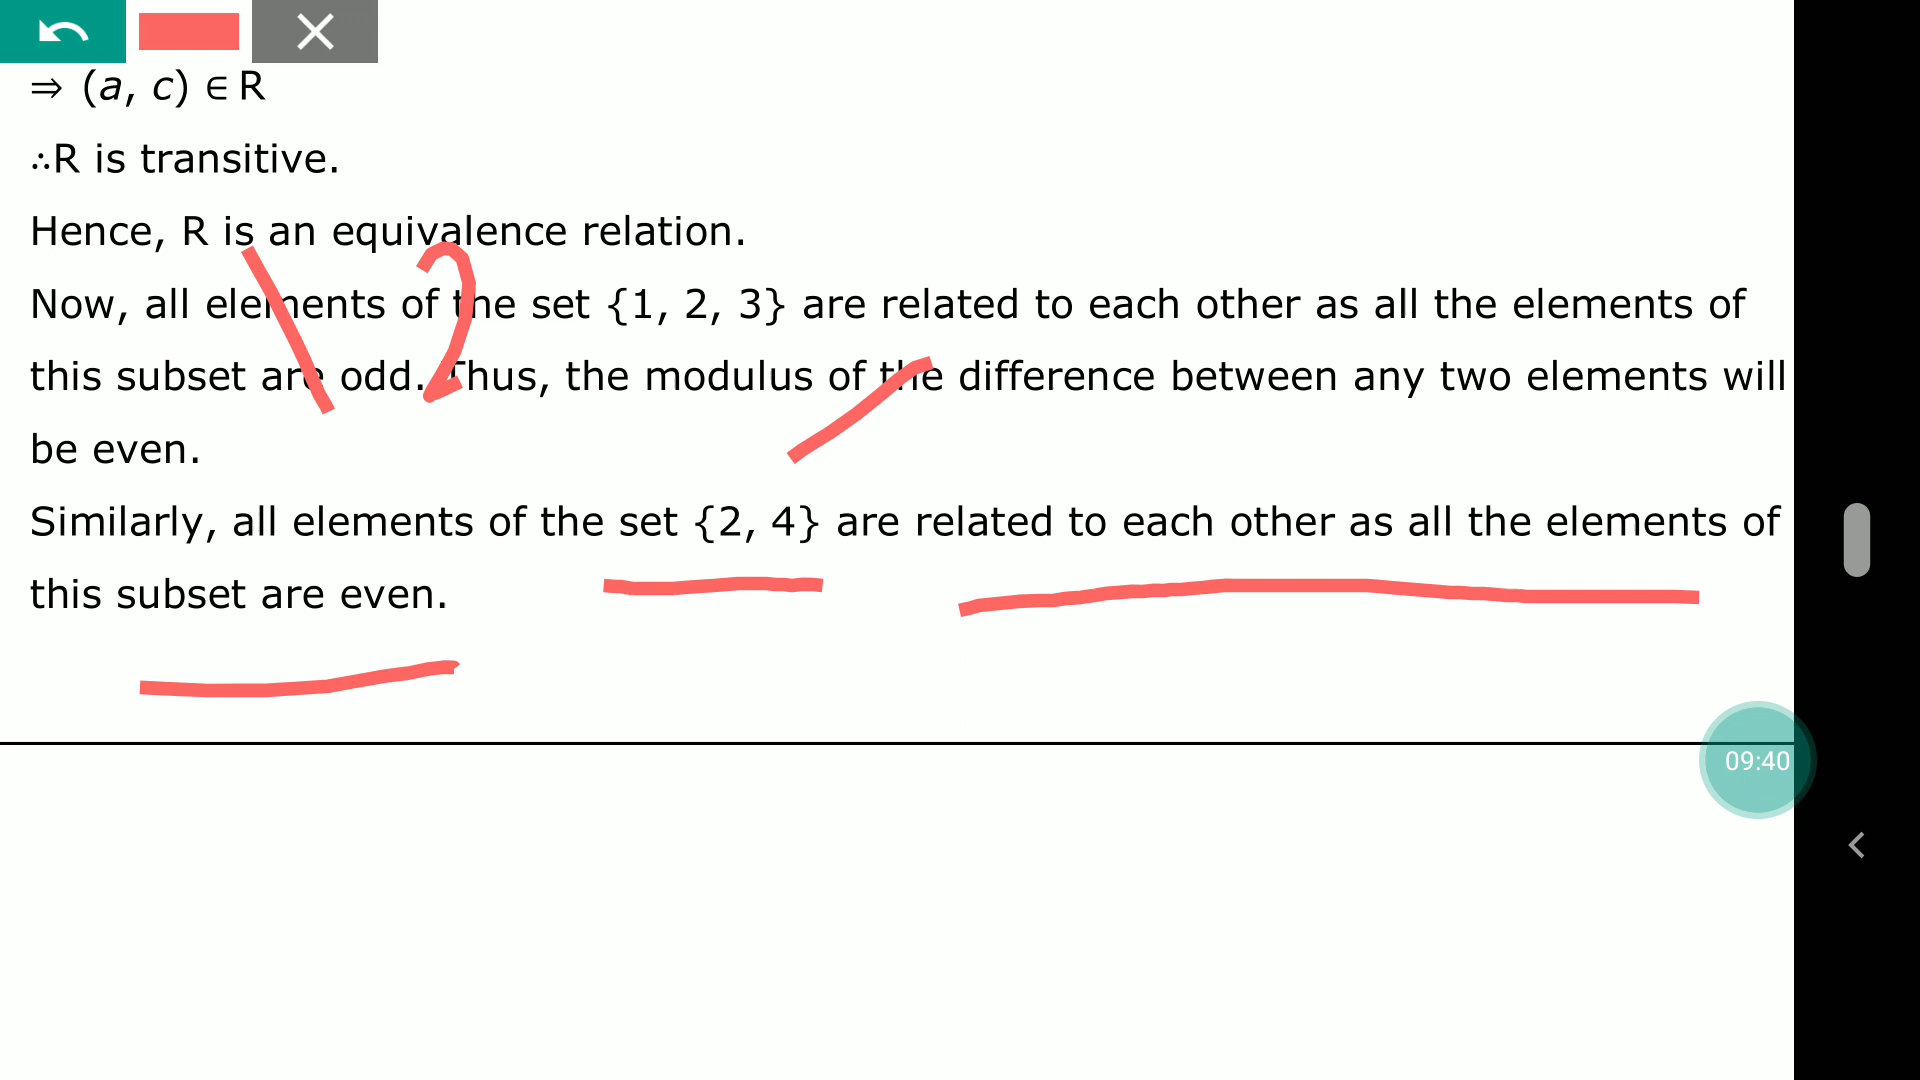 ⇒ (a, c) ∈ R
∴R is transitive.
Hence, R is an equivalence relation.
Now, all elements of the set {1, 2, 3} are related to each other as all the elements of
this subset are odd. Thus, the modulus of the difference between any two elements will
be even.
Similarly, all elements of the set {2, 4} are related to each other as all the elements of
this subset are even.
09:40